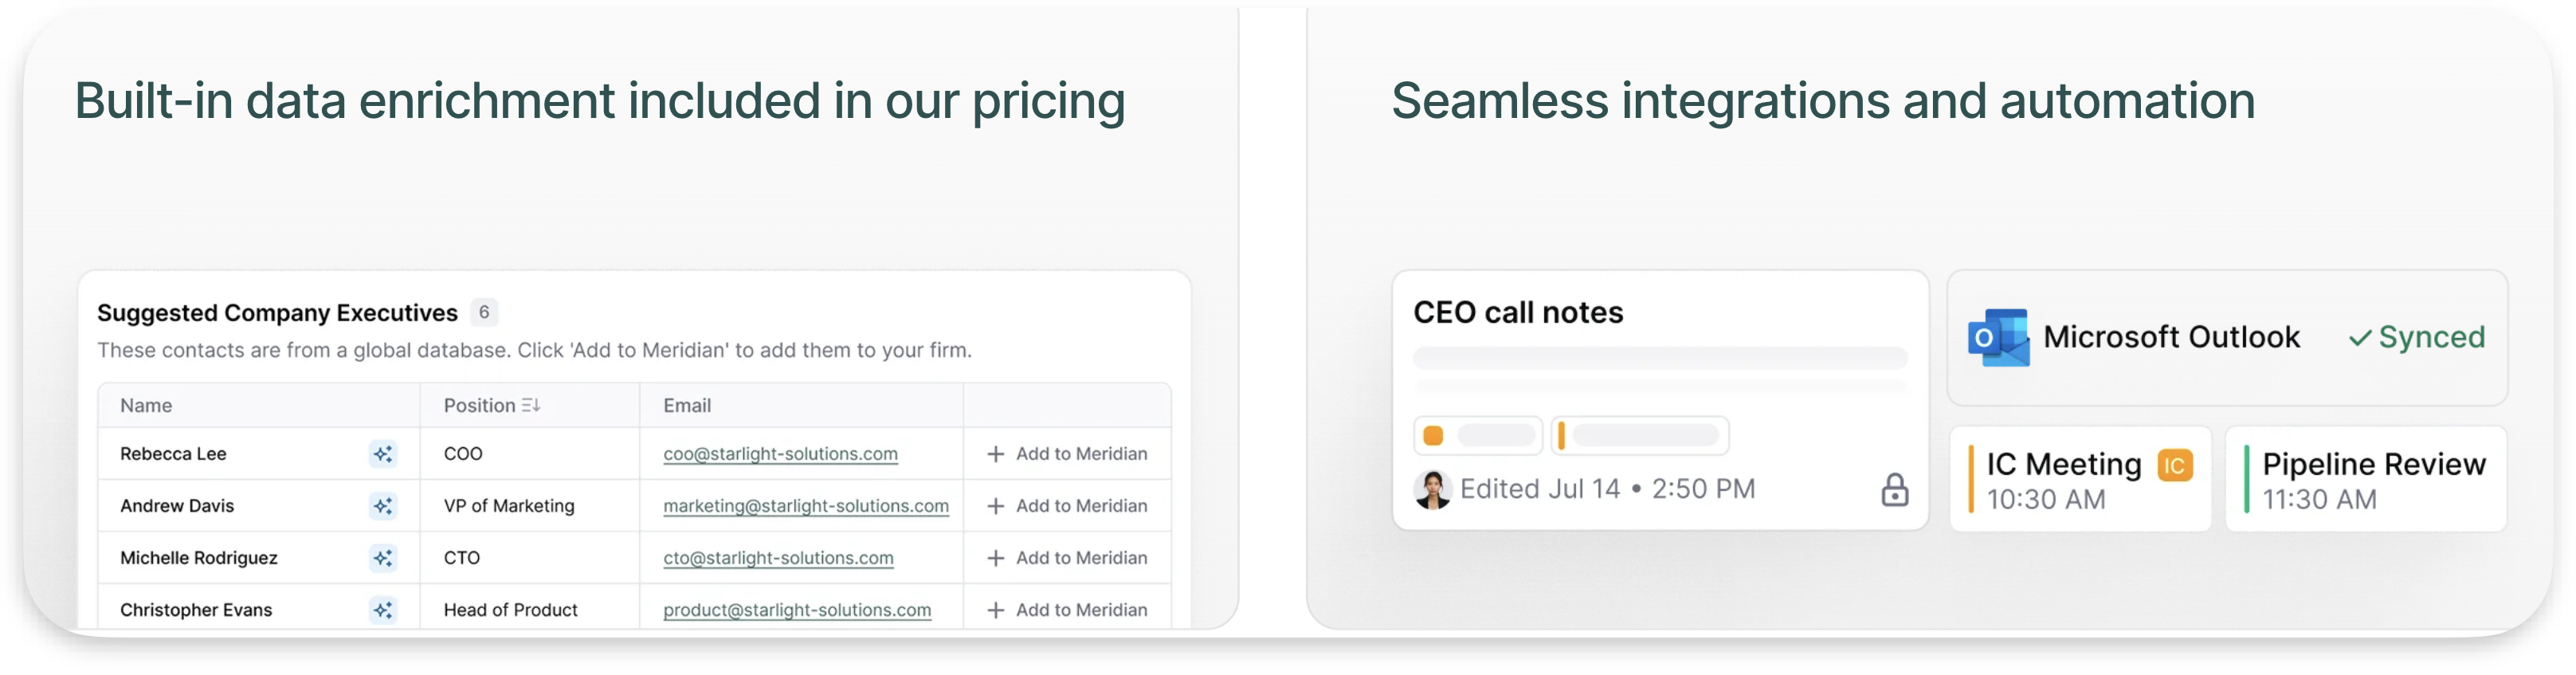 Built-in data enrichment included in our pricing
Suggested Company Executives 6
These contacts are from a global database. Click 'Add to Meridian' to add them to your firm.
Name Position Email
Rebecca Lee COO coo@starlight-solutions.com + Add to Meridian
Andrew Davis VP of Marketing marketing@starlight-solutions.com + Add to Meridian
Michelle Rodriguez CTO cto@starlight-solutions.com + Add to Meridian
Christopher Evans Head of Product product@starlight-solutions.com + Add to Meridian
Seamless integrations and automation
CEO call notes
Edited Jul 14 • 2:50 PM
O Microsoft Outlook ✓ Synced
IC Meeting IC
10:30 AM
Pipeline Review
11:30 AM